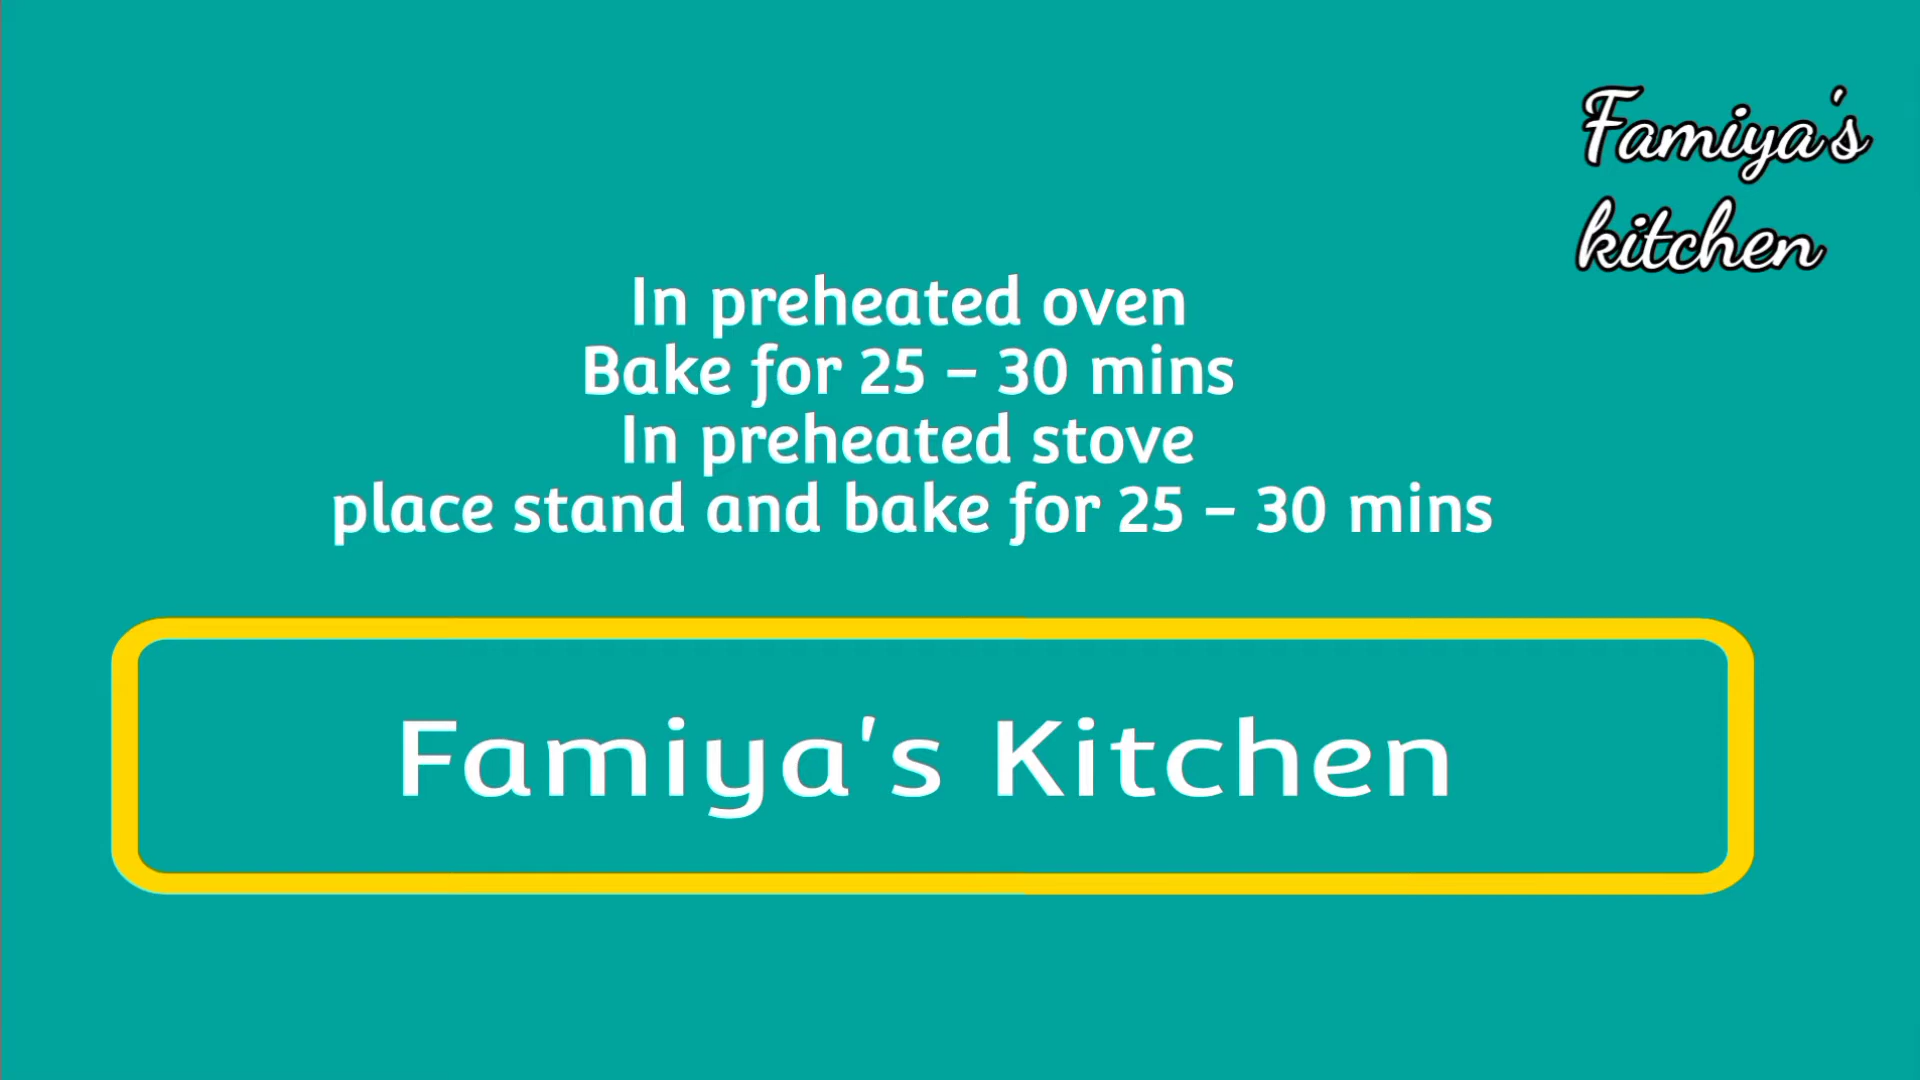 Famiya's
kitchen
In preheated oven
Bake for 25 – 30 mins
In preheated stove
place stand and bake for 25 – 30 mins
Famiya's Kitchen